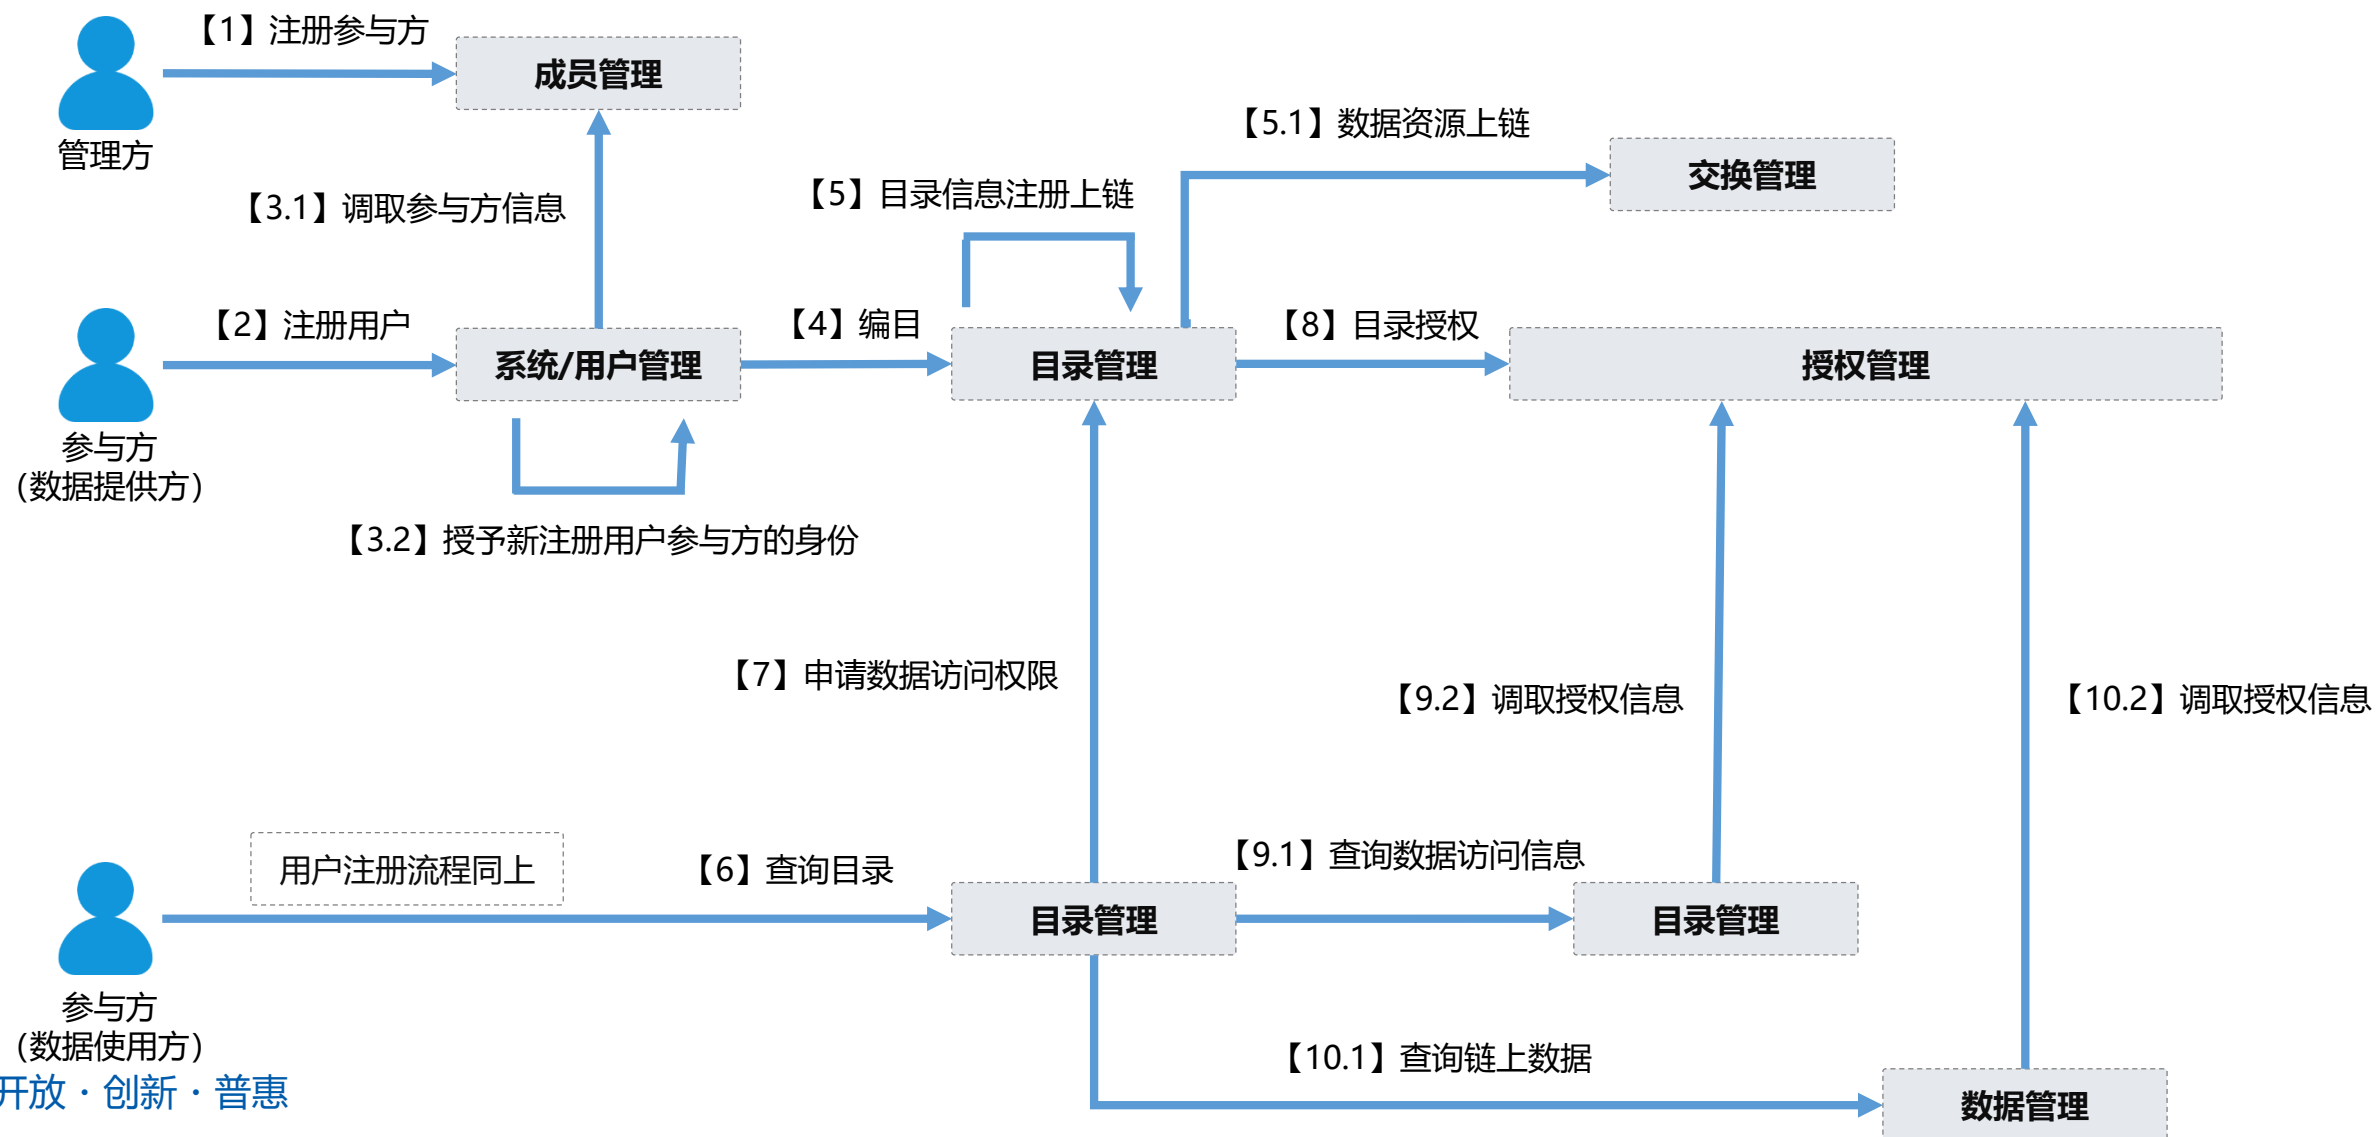 【1】注册参与方
成员管理
管理方
【5.1】数据资源上链
交换管理
【3.1】调取参与方信息
【5】目录信息注册上链
【2】注册用户
系统/用户管理
【4】编目
目录管理
【8】目录授权
授权管理
参与方
（数据提供方）
【3.2】授予新注册用户参与方的身份
【7】申请数据访问权限
【9.2】调取授权信息
【10.2】调取授权信息
用户注册流程同上
【6】查询目录
目录管理
【9.1】查询数据访问信息
目录管理
参与方
（数据使用方）
【10.1】查询链上数据
数据管理
开放·创新·普惠